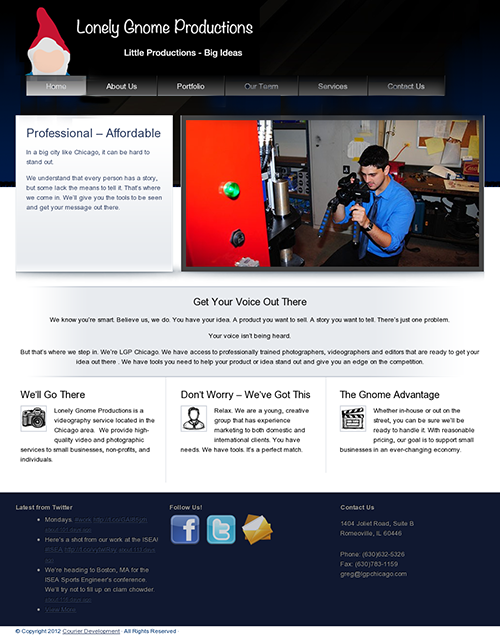 Lonely Gnome Productions
Little Productions - Big Ideas
Home About Us Portfolio Our Team Services Contact Us
Professional – Affordable
In a big city like Chicago, it can be hard to
stand out.
We understand that every person has a story,
but some lack the means to tell it. That's where
we come in. We'll give you the tools to be seen
and get your message out there.
Get Your Voice Out There
We know you're smart. Believe us, we do. You have your idea. A product you want to sell. A story you want to tell. There's just one problem.
Your voice isn't being heard.
But that's where we step in. We're LGP Chicago. We have access to professionally trained photographers, videographers and editors that are ready to get your
idea out there . We have tools you need to help your product or idea stand out and give you an edge on the competition.
We'll Go There
Lonely Gnome Productions is a
videography service located in the
Chicago area. We provide high-
quality video and photographic
services to small businesses, non-profits, and
individuals.
Don't Worry – We've Got This
Relax. We are a young, creative
group that has experience
marketing to both domestic and
international clients. You have
needs. We have tools. It's a perfect match.
The Gnome Advantage
Whether in-house or out on the
street, you can be sure we'll be
ready to handle it. With reasonable
pricing, our goal is to support small
businesses in an ever-changing economy.
Latest from Twitter
Mondays.
Here's a shot from our work at the ISEA!
We're heading to Boston, MA for the
ISEA Sports Engineer's conference.
We'll try not to fill up on clam chowder.
View More
Follow Us!
Contact Us
1404 Joliet Road, Suite B
Romeoville, IL 60446
Phone: (630)632-5326
Fax: (630)783-1159
greg@lgpchicago.com
© Copyright 2012 Courier Development · All Rights Reserved